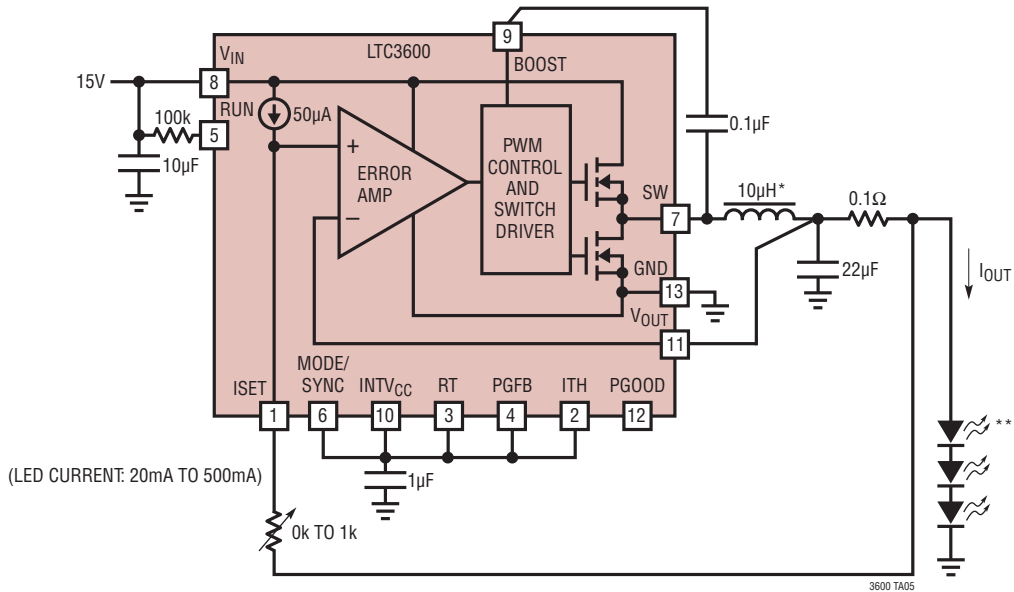 9
LTC3600
BOOST
VIN
15V
8
RUN
50µA
100k
5
10µF
+
ERROR
AMP
–
PWM
CONTROL
AND
SWITCH
DRIVER
0.1µF
SW
7
10µH*
0.1Ω
22µF
IOUT
GND
13
VOUT
11
ISET
MODE/
SYNC
INTVCC
RT
PGFB
ITH
PGOOD
1
6
10
3
4
2
12
1µF
(LED CURRENT: 20mA TO 500mA)
0k TO 1k
**
3600 TA05